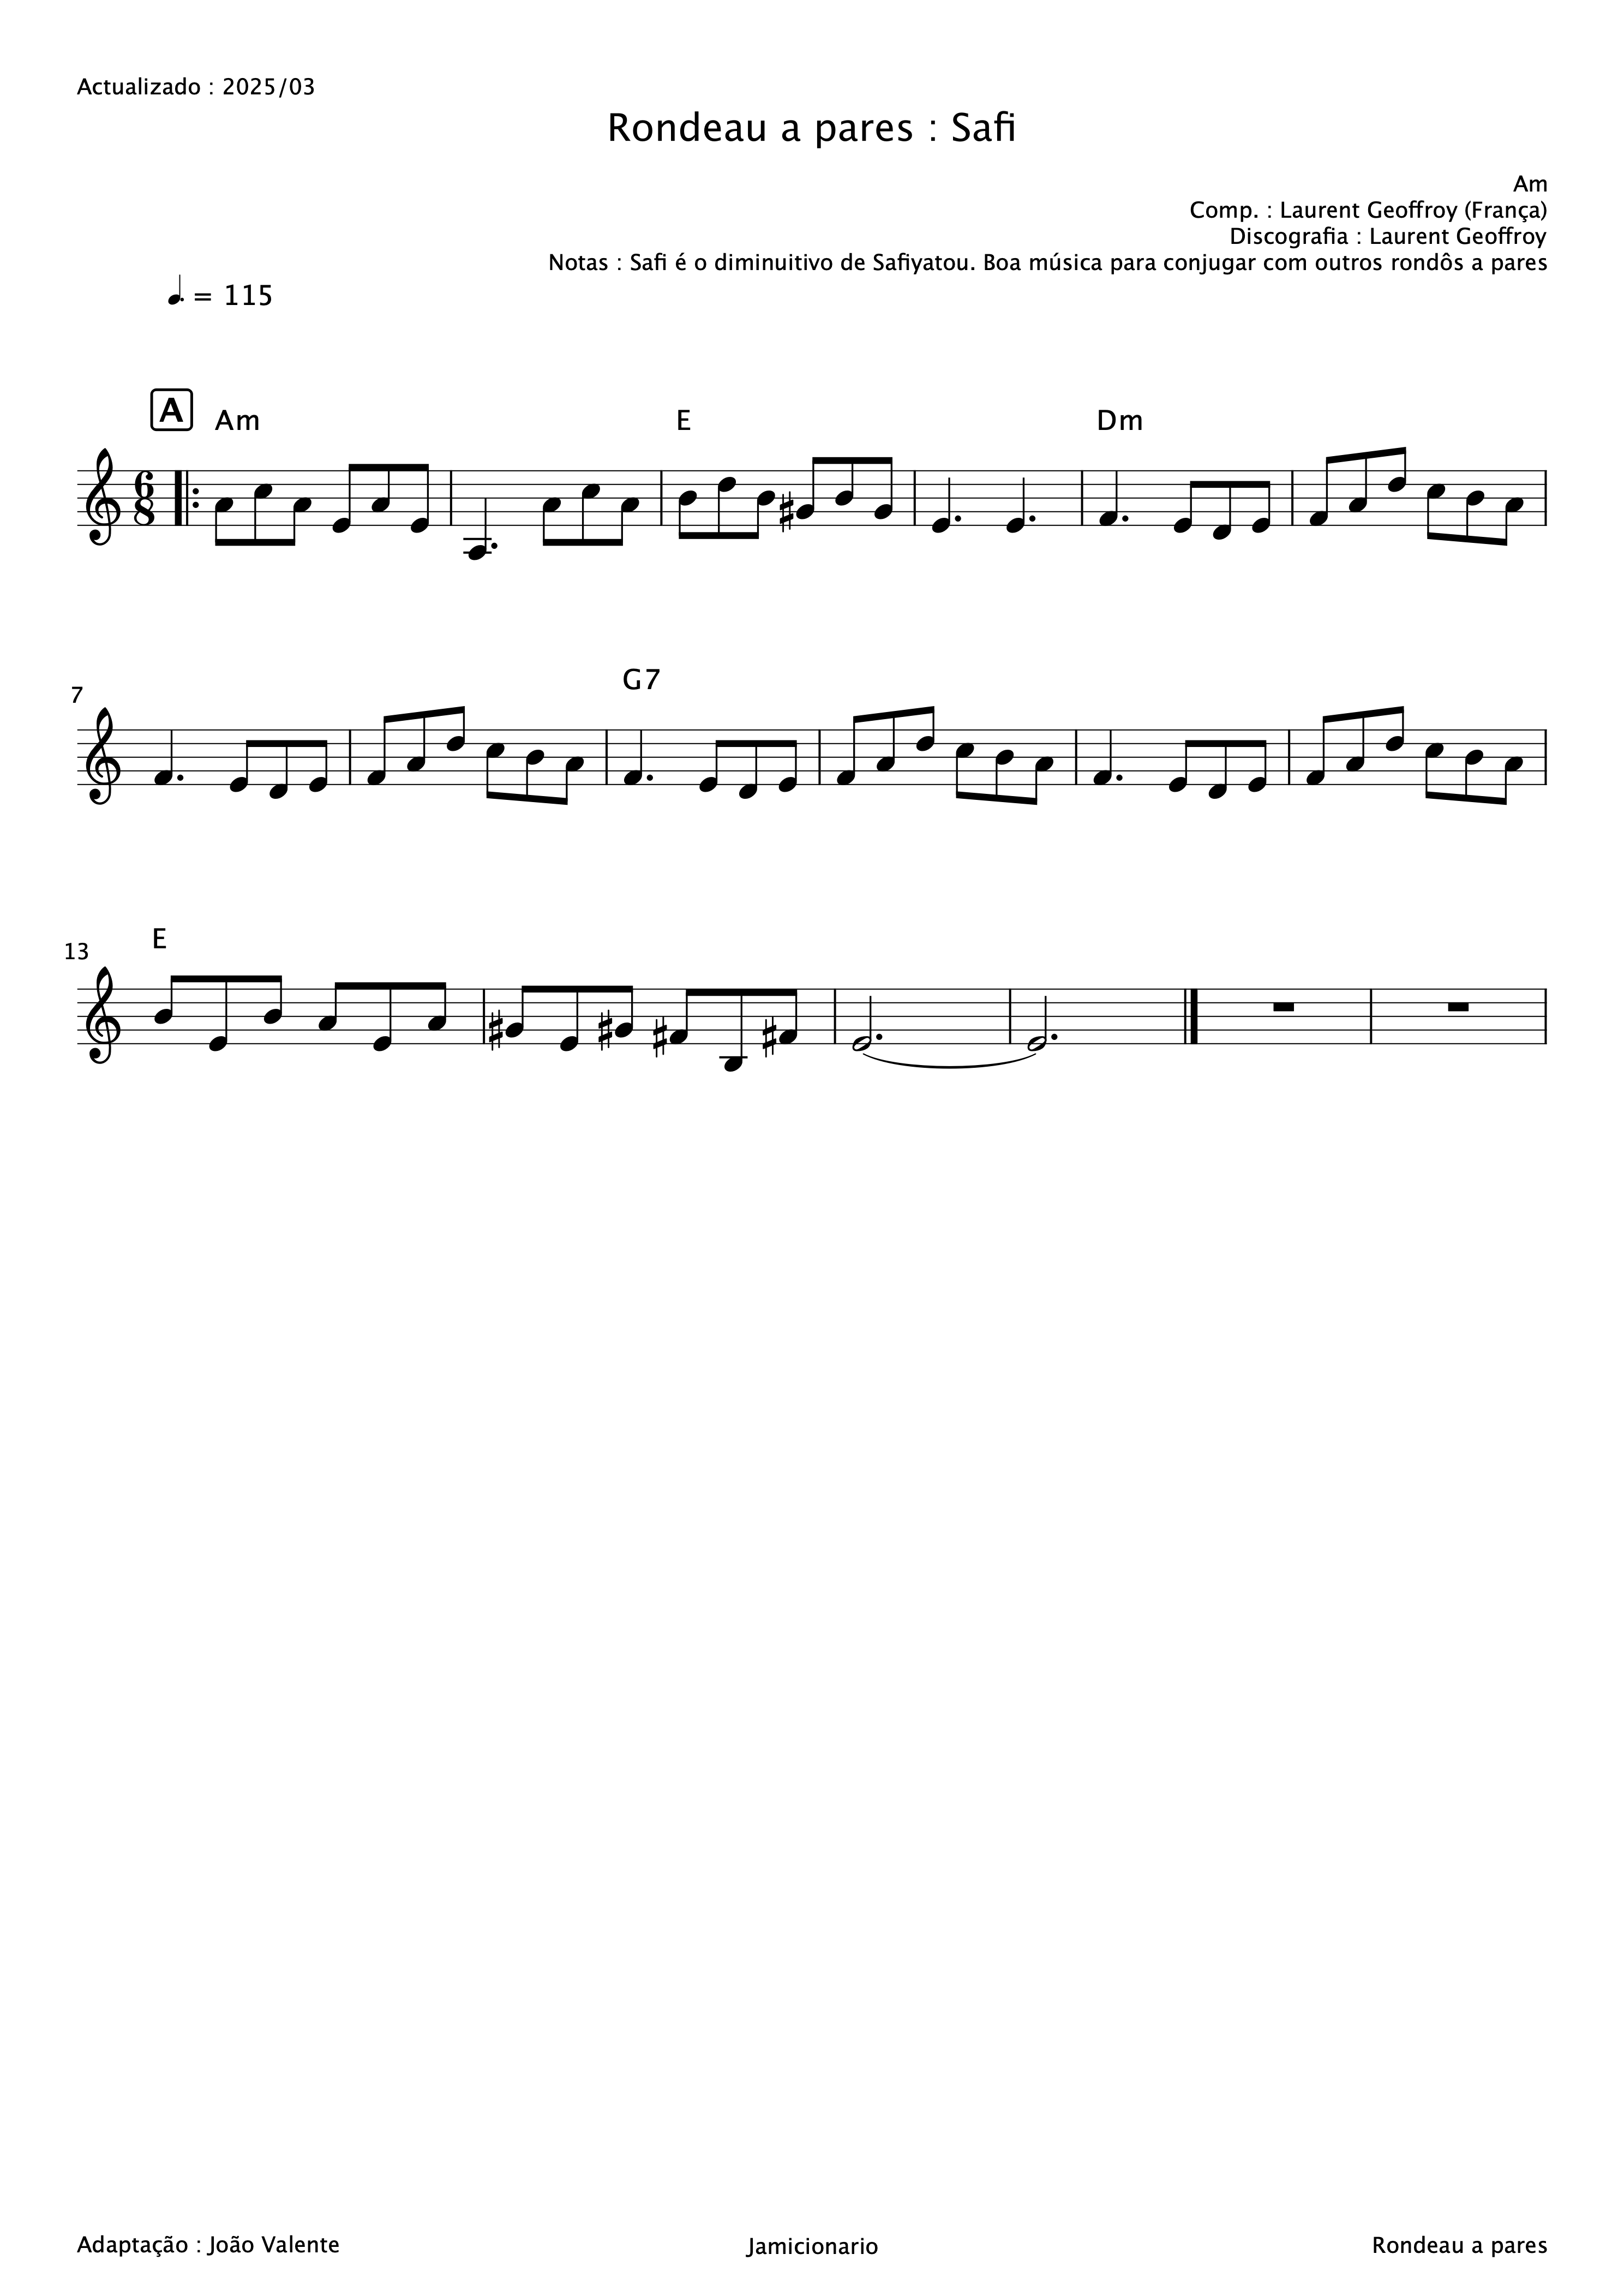 Actualizado : 2025/03
Rondeau a pares : Safi
Am
Comp. : Laurent Geoffroy (França)
Discografia : Laurent Geoffroy
Notas : Safi é o diminuitivo de Safiyatou. Boa música para conjugar com outros rondôs a pares
= 115
A Am E Dm
6
8
7 G7
13 E
Adaptação : João Valente Jamicionario Rondeau a pares